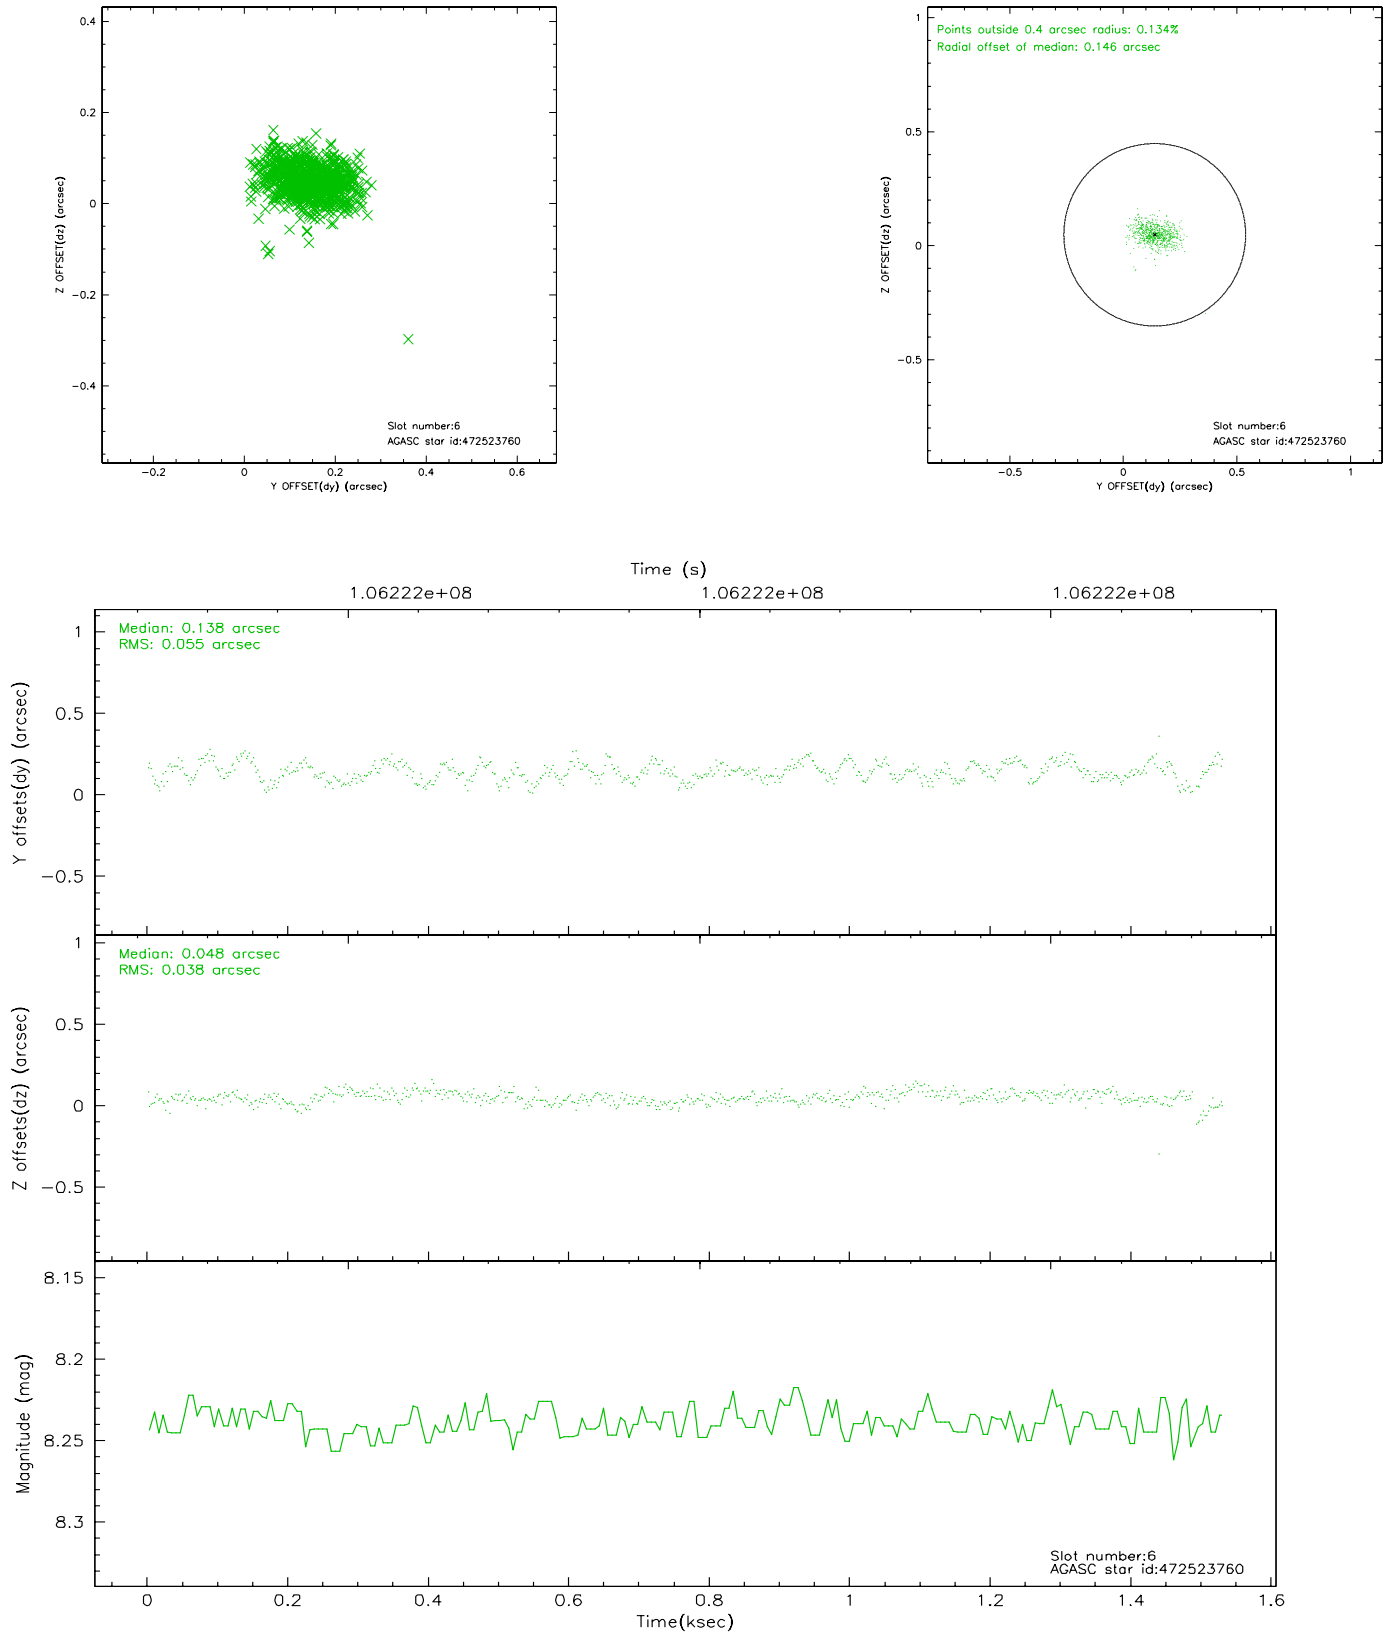 0.4
0.2
0
−0.2
−0.4
Z OFFSET(dz) (arcsec)
Slot number:6
AGASC star id:472523760
−0.2 0 0.2 0.4 0.6
Y OFFSET(dy) (arcsec)
Points outside 0.4 arcsec radius: 0.134%
Radial offset of median: 0.146 arcsec
1
0.5
0
−0.5
Z OFFSET(dz) (arcsec)
Slot number:6
AGASC star id:472523760
−0.5 0 0.5 1
Y OFFSET(dy) (arcsec)
Time (s)
1.06222e+08 1.06222e+08 1.06222e+08
Median: 0.138 arcsec
RMS: 0.055 arcsec
1
0.5
0
−0.5
Y offsets(dy) (arcsec)
Median: 0.048 arcsec
RMS: 0.038 arcsec
1
0.5
0
−0.5
Z offsets(dz) (arcsec)
8.15
8.2
8.25
8.3
Magnitude (mag)
Slot number:6
AGASC star id:472523760
0 0.2 0.4 0.6 0.8 1 1.2 1.4 1.6
Time(ksec)